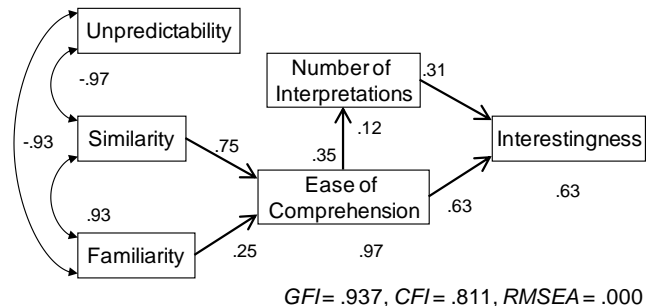 Unpredictability
-.97
Number of
Interpretations
.31
.12
-.93
Similarity
.75
.35
Interestingness
.63
Ease of
Comprehension
.63
.93
Familiarity
.25
.97
GFI = .937, CFI = .811, RMSEA = .000